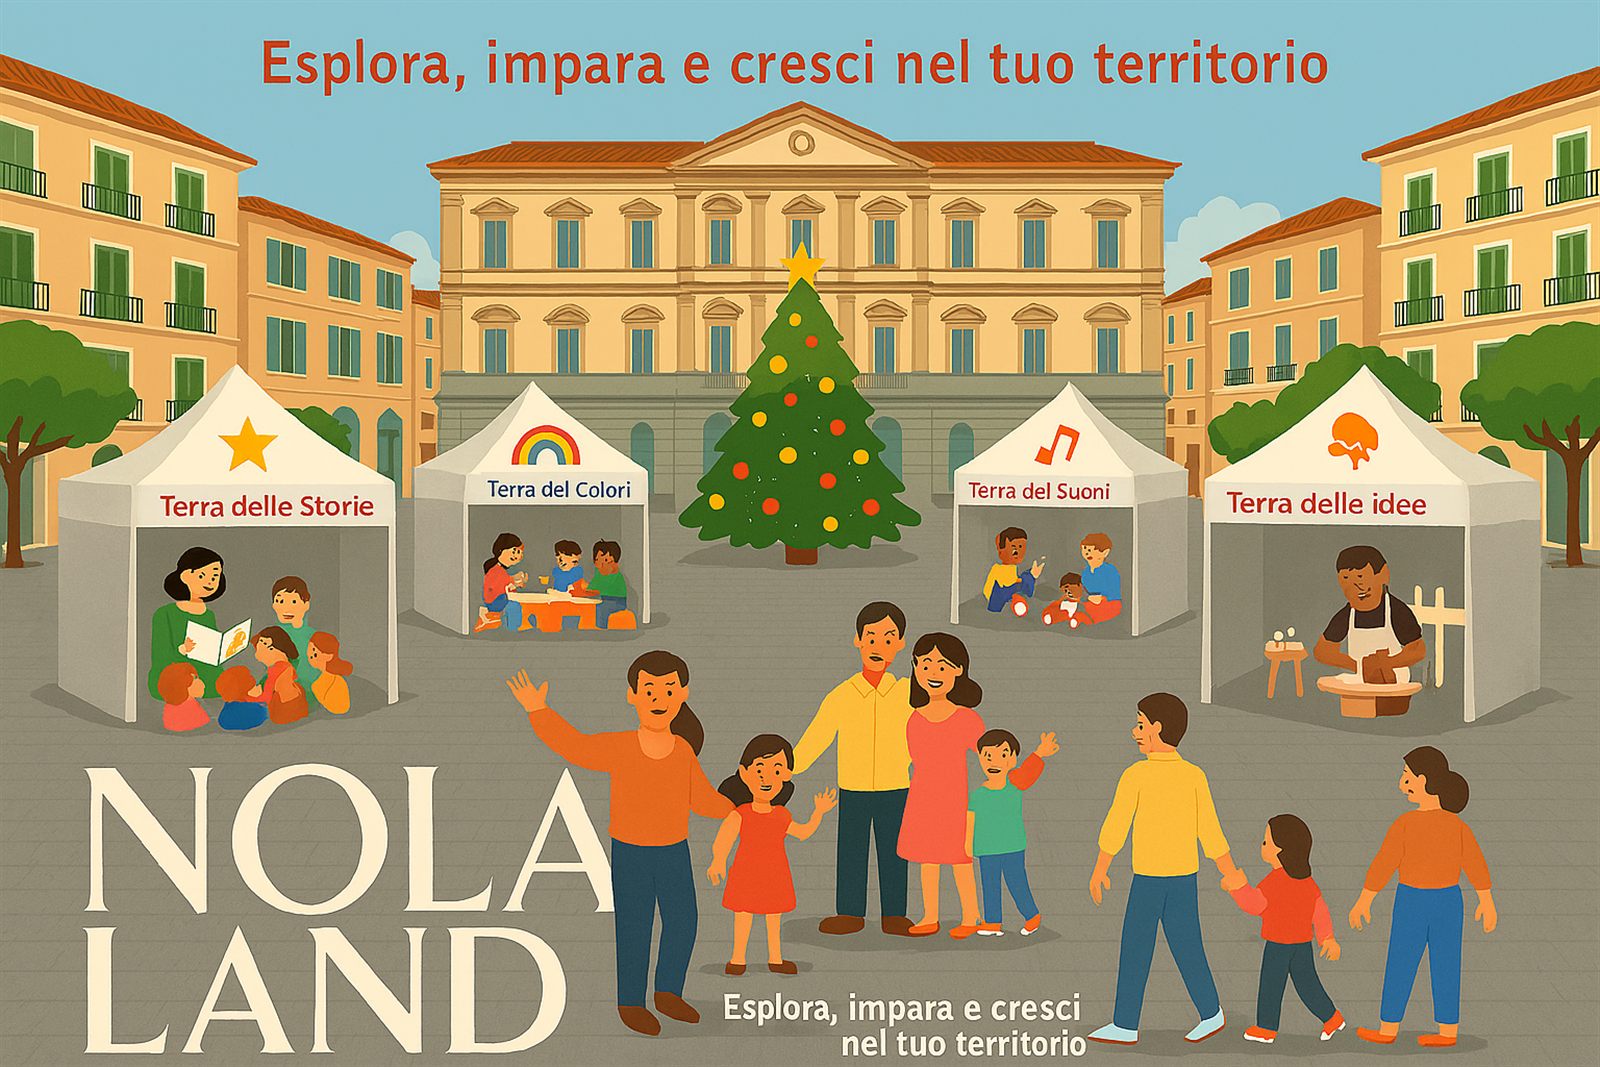 Esplora, impara e cresci nel tuo territorio
Terra delle Storie
Terra del Colori
Terra del Suoni
Terra delle idee
NOLA
LAND
Esplora, impara e cresci
nel tuo territorio